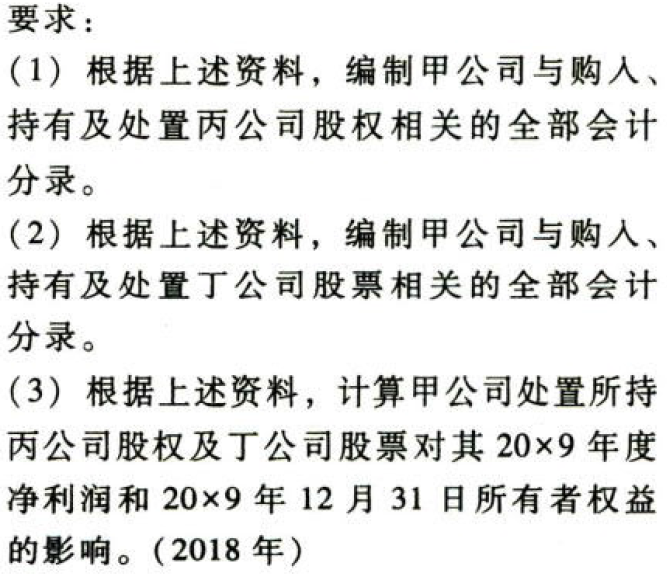 要求：
(1) 根据上述资料，编制甲公司与购入、
持有及处置丙公司股权相关的全部会计
分录。
(2) 根据上述资料，编制甲公司与购入、
持有及处置丁公司股票相关的全部会计
分录。
(3) 根据上述资料，计算甲公司处置所持
丙公司股权及丁公司股票对其 20×9 年度
净利润和 20×9 年 12 月 31 日所有者权益
的影响。(2018 年)